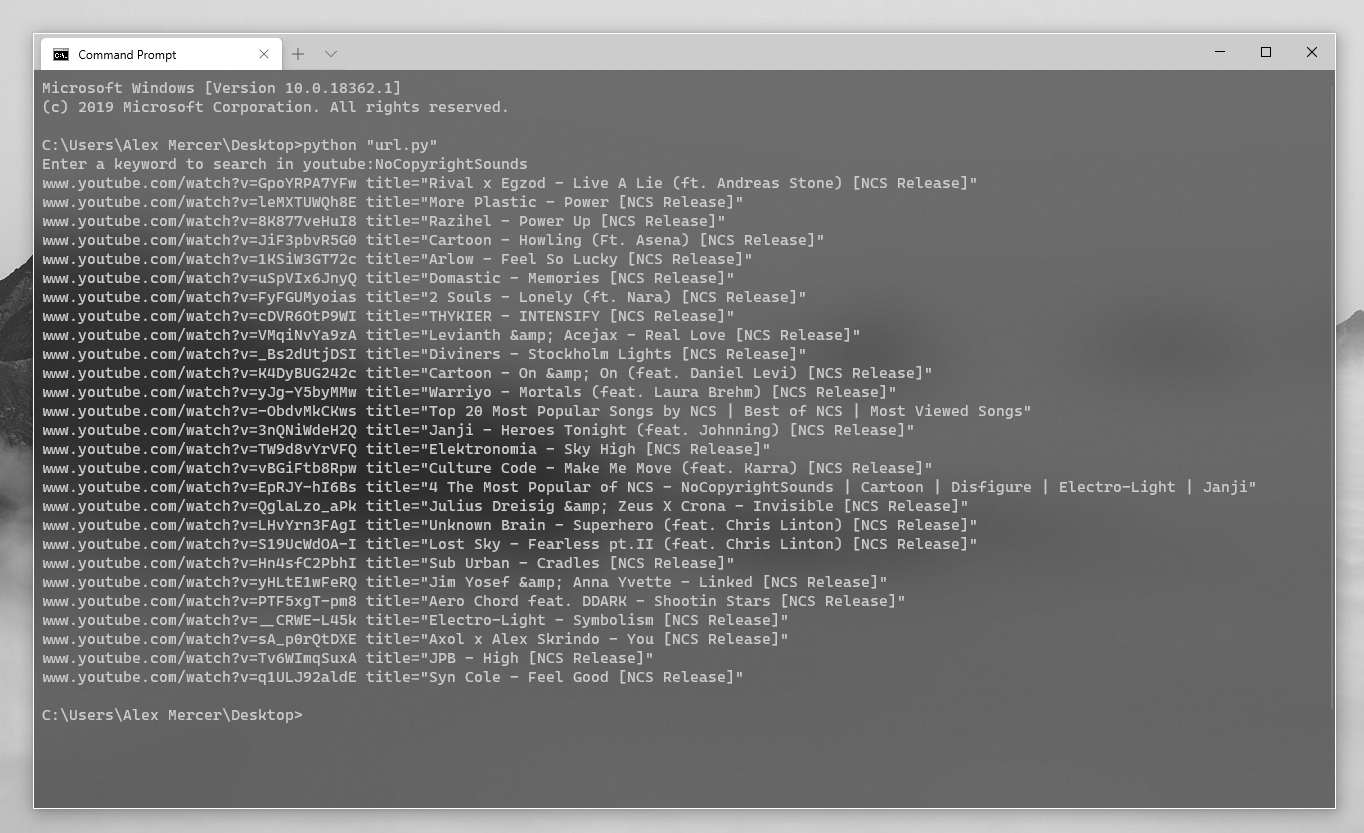 Command Prompt
Microsoft Windows [Version 10.0.18362.1]
(c) 2019 Microsoft Corporation. All rights reserved.
C:\Users\Alex Mercer\Desktop>python "url.py"
Enter a keyword to search in youtube:NoCopyrightSounds
www.youtube.com/watch?v=GpoYRPA7YFw title="Rival x Egzod - Live A Lie (ft. Andreas Stone) [NCS Release]"
www.youtube.com/watch?v=leMXTUWQh8E title="More Plastic - Power [NCS Release]"
www.youtube.com/watch?v=8K877veHuI8 title="Razihel - Power Up [NCS Release]"
www.youtube.com/watch?v=JiF3pbvR5G0 title="Cartoon - Howling (Ft. Asena) [NCS Release]"
www.youtube.com/watch?v=1KSiW3GT72c title="Arlow - Feel So Lucky [NCS Release]"
www.youtube.com/watch?v=uSpVIx6JnyQ title="Domastic - Memories [NCS Release]"
www.youtube.com/watch?v=FyFGUMyoias title="2 Souls - Lonely (ft. Nara) [NCS Release]"
www.youtube.com/watch?v=cDVR6OtP9WI title="THYKIER - INTENSIFY [NCS Release]"
www.youtube.com/watch?v=VMqiNvYa9zA title="Levianth &amp; Acejax - Real Love [NCS Release]"
www.youtube.com/watch?v=_Bs2dUtjDSI title="Diviners - Stockholm Lights [NCS Release]"
www.youtube.com/watch?v=K4DyBUG242c title="Cartoon - On &amp; On (feat. Daniel Levi) [NCS Release]"
www.youtube.com/watch?v=yJg-Y5byMMw title="Warriyo - Mortals (feat. Laura Brehm) [NCS Release]"
www.youtube.com/watch?v=-ObdvMkCKws title="Top 20 Most Popular Songs by NCS | Best of NCS | Most Viewed Songs"
www.youtube.com/watch?v=3nQNiWdeH2Q title="Janji - Heroes Tonight (feat. Johnning) [NCS Release]"
www.youtube.com/watch?v=TW9d8vYrVFQ title="Elektronomia - Sky High [NCS Release]"
www.youtube.com/watch?v=vBGiFtb8Rpw title="Culture Code - Make Me Move (feat. Karra) [NCS Release]"
www.youtube.com/watch?v=EpRJY-hI6Bs title="4 The Most Popular of NCS - NoCopyrightSounds | Cartoon | Disfigure | Electro-Light | Janji"
www.youtube.com/watch?v=QglaLzo_aPk title="Julius Dreisig &amp; Zeus X Crona - Invisible [NCS Release]"
www.youtube.com/watch?v=LHvYrn3FAgI title="Unknown Brain - Superhero (feat. Chris Linton) [NCS Release]"
www.youtube.com/watch?v=S19UcWdOA-I title="Lost Sky - Fearless pt.II (feat. Chris Linton) [NCS Release]"
www.youtube.com/watch?v=Hn4sfC2PbhI title="Sub Urban - Cradles [NCS Release]"
www.youtube.com/watch?v=yHLtE1wFeRQ title="Jim Yosef &amp; Anna Yvette - Linked [NCS Release]"
www.youtube.com/watch?v=PTF5xgT-pm8 title="Aero Chord feat. DDARK - Shootin Stars [NCS Release]"
www.youtube.com/watch?v=__CRWE-L45k title="Electro-Light - Symbolism [NCS Release]"
www.youtube.com/watch?v=sA_p0rQtDXE title="Axol x Alex Skrindo - You [NCS Release]"
www.youtube.com/watch?v=Tv6WImqSuxA title="JPB - High [NCS Release]"
www.youtube.com/watch?v=q1ULJ92aldE title="Syn Cole - Feel Good [NCS Release]"
C:\Users\Alex Mercer\Desktop>